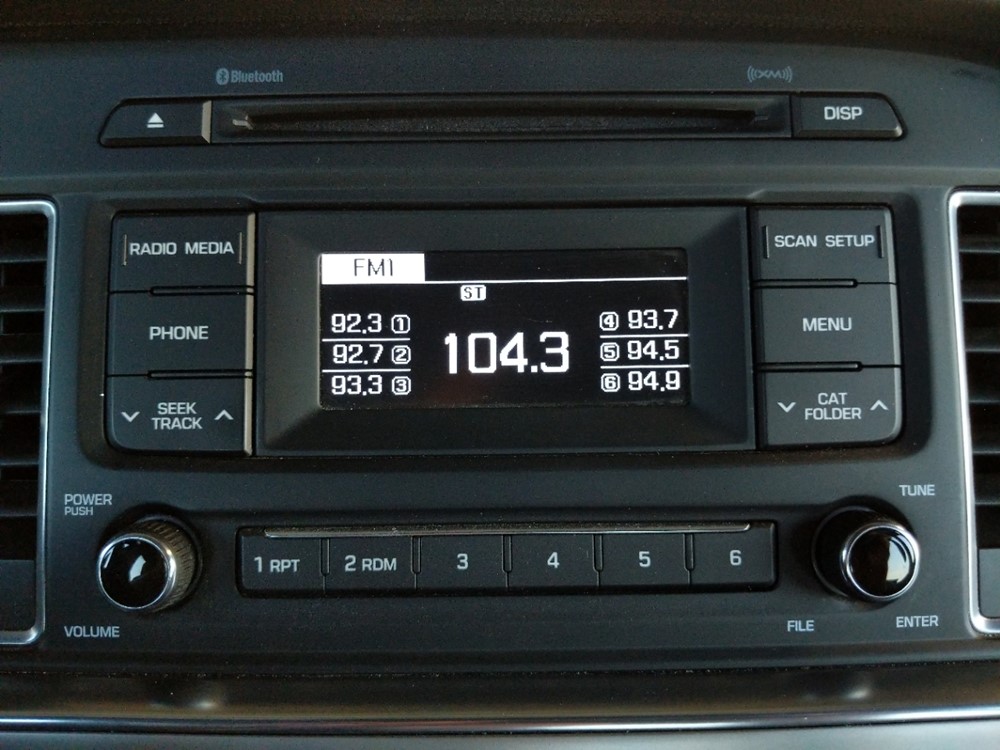 Bluetooth
((XM))
DISP
RADIO MEDIA
SCAN SETUP
FM1
ST
PHONE
92.3 1
104.3
4 93.7
MENU
92.7 2
5 94.5
93.3 3
6 94.9
SEEK
TRACK
CAT
FOLDER
POWER
PUSH
TUNE
1 RPT
2 RDM
3
4
5
6
VOLUME
FILE
ENTER